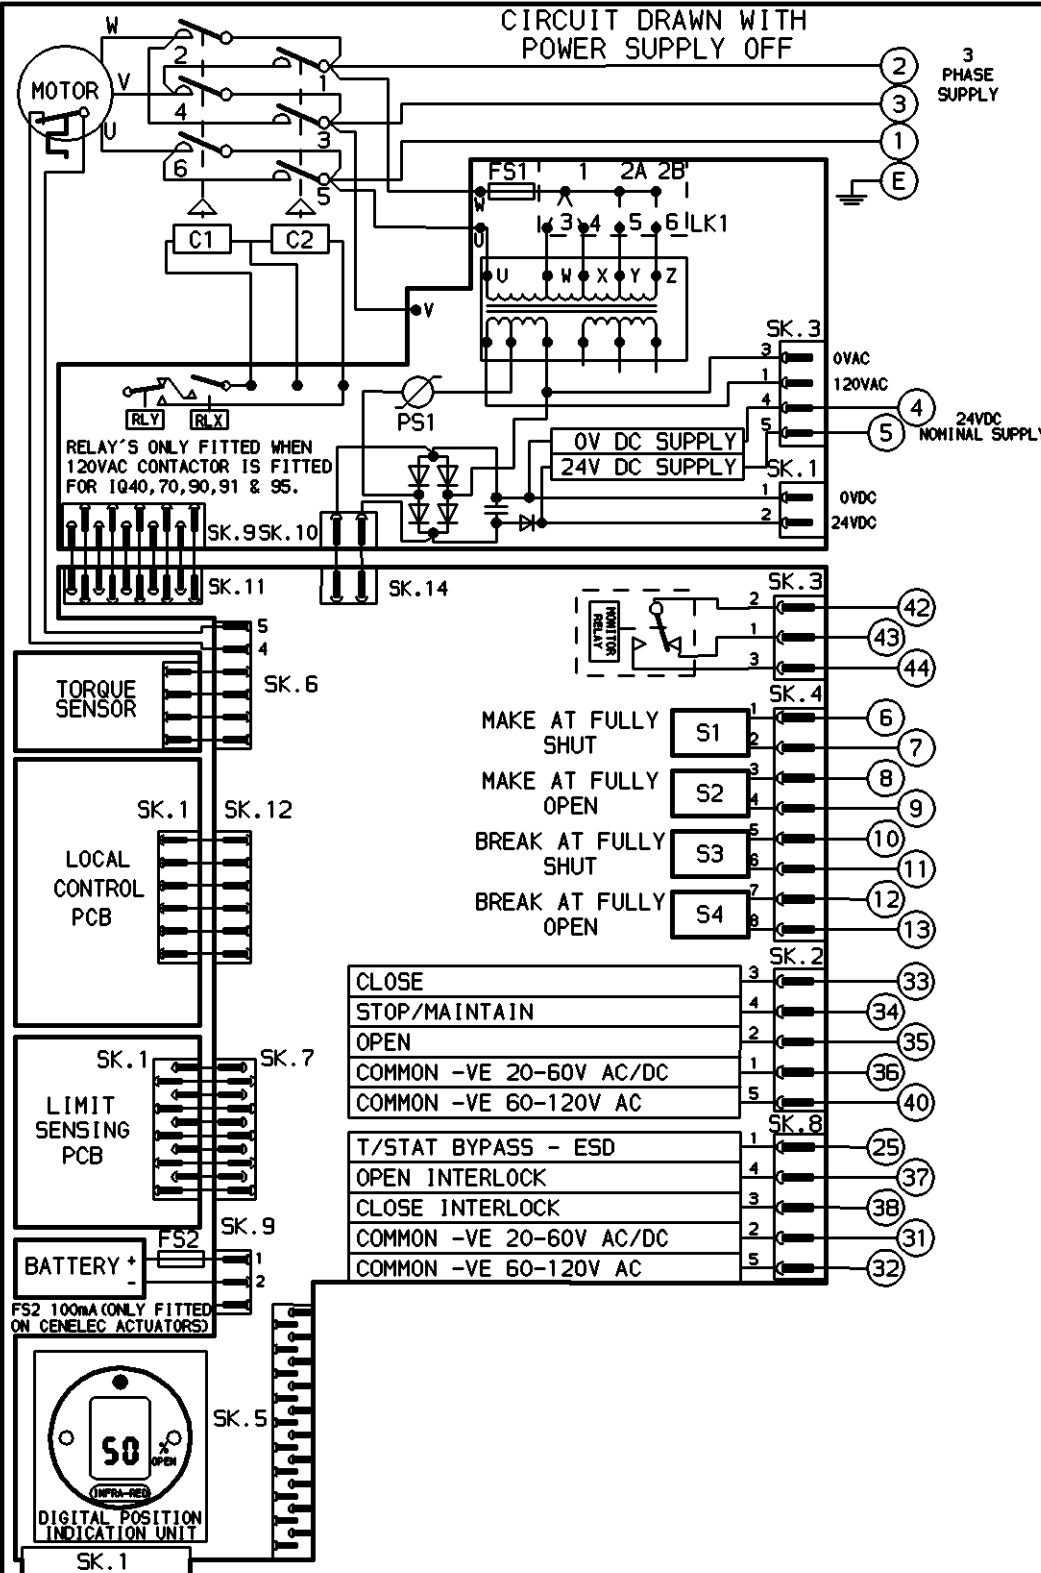 CIRCUIT DRAWN WITH
POWER SUPPLY OFF
W
V
U
MOTOR
2
4
6
1
3
5
2
3
1
E
3
PHASE
SUPPLY
C1
C2
FS1
1
2A
2B
3
4
5
6
LK1
W
U
V
U
W
X
Y
Z
PS1
RLY
RLX
RELAY'S ONLY FITTED WHEN
120VAC CONTACTOR IS FITTED
FOR IQ40,70,90,91 & 95.
SK.3
3
0VAC
1
120VAC
4
4
5
5
24VDC
NOMINAL SUPPLY
0V DC SUPPLY
24V DC SUPPLY
SK.1
1
0VDC
2
24VDC
SK.9
SK.10
SK.11
SK.14
5
4
SK.6
TORQUE
SENSOR
SK.1
SK.12
LOCAL
CONTROL
PCB
SK.1
SK.7
LIMIT
SENSING
PCB
SK.9
FS2
BATTERY
+
-
1
2
FS2 100mA(ONLY FITTED
ON CENELEC ACTUATORS)
SK.5
50
%
OPEN
INFRA-RED
DIGITAL POSITION
INDICATION UNIT
SK.1
MONITOR
RELAY
SK.3
2
42
1
43
3
44
SK.4
MAKE AT FULLY
SHUT
S1
1
6
2
7
MAKE AT FULLY
OPEN
S2
3
8
4
9
BREAK AT FULLY
SHUT
S3
5
10
6
11
BREAK AT FULLY
OPEN
S4
7
12
8
13
SK.2
CLOSE 3 33
STOP/MAINTAIN 4 34
OPEN 2 35
COMMON -VE 20-60V AC/DC 1 36
COMMON -VE 60-120V AC 5 40
SK.8
T/STAT BYPASS - ESD 1 25
OPEN INTERLOCK 4 37
CLOSE INTERLOCK 3 38
COMMON -VE 20-60V AC/DC 2 31
COMMON -VE 60-120V AC 5 32